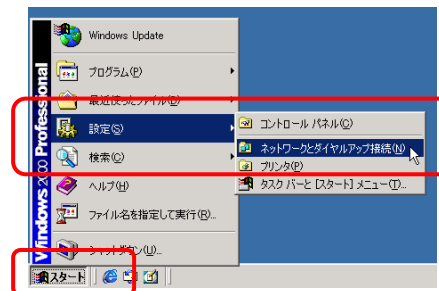 Windows Update
プログラム(P)
最近使ったファイル(D)
設定(S)
検索(C)
ヘルプ(H)
ファイル名を指定して実行(R)...
シャットダウン(U)...
Windows 2000 Professional
コントロール パネル(C)
ネットワークとダイヤルアップ接続(N)
プリンタ(P)
タスク バーと [スタート] メニュー(T)...
スタート